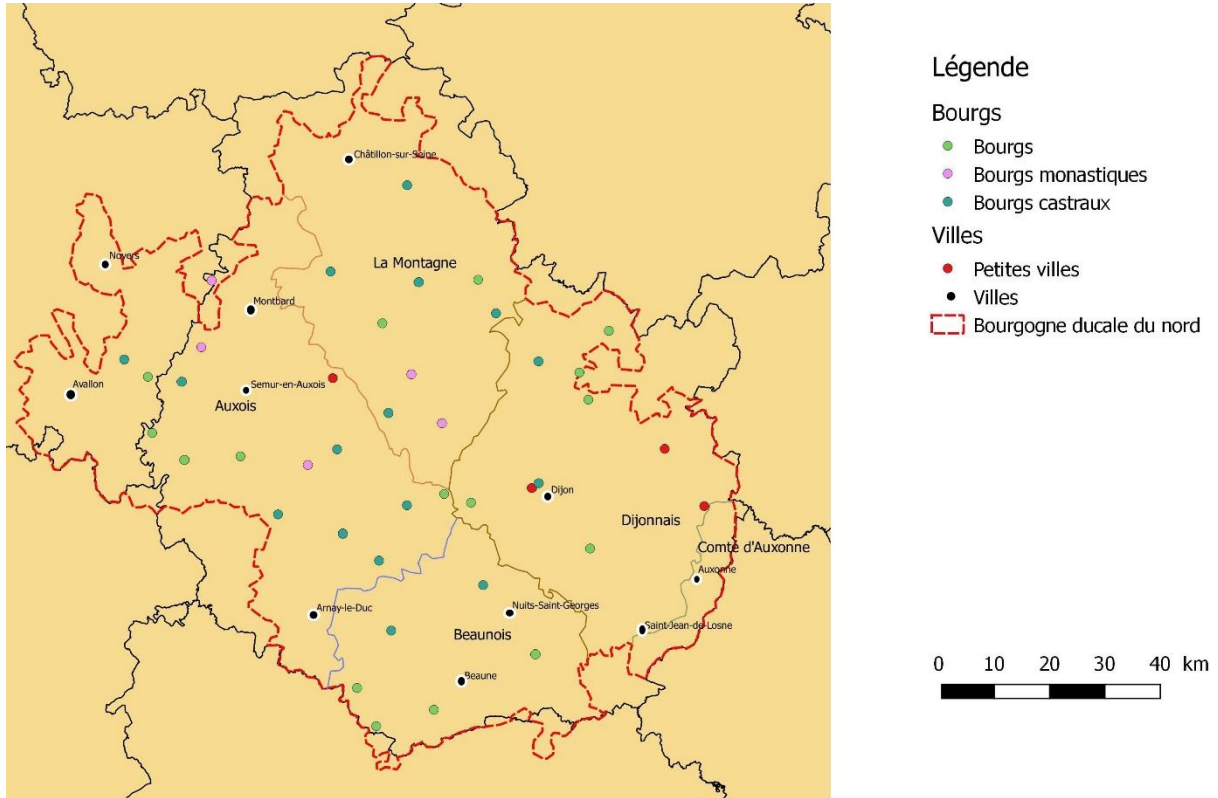 Châtillon-sur-Seine
Noyers
La Montagne
Montbard
Avallon
Semur-en-Auxois
Auxois
Dijon
Dijonnais
Comté d'Auxonne
Auxonne
Arnay-le-Duc
Nuits-Saint-Georges
Saint-Jean-de-Losne
Beaunois
Beaune
Légende
Bourgs
Bourgs
Bourgs monastiques
Bourgs castraux
Villes
Petites villes
Villes
Bourgogne ducale du nord
0 10 20 30 40 km